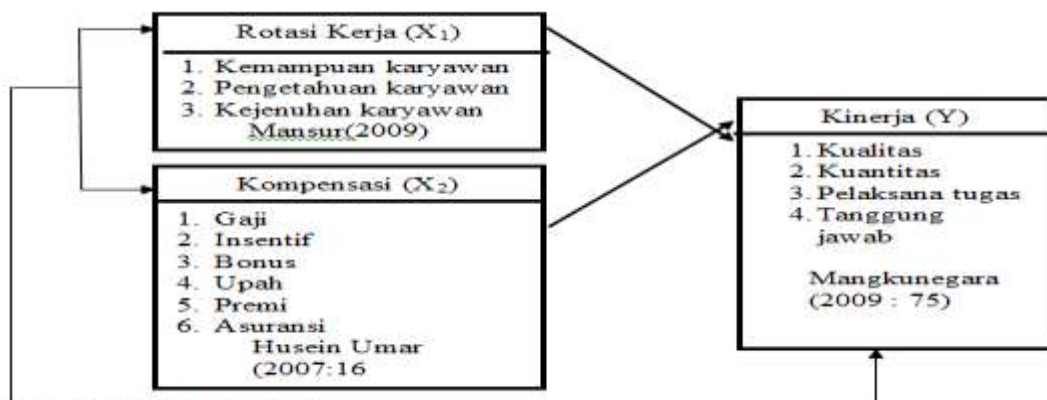 Rotasi Kerja (X₁)
1. Kemampuan karyawan
2. Pengetahuan karyawan
3. Kejenuhan karyawan
Mansur(2009)
Kompensasi (X₂)
1. Gaji
2. Insentif
3. Bonus
4. Upah
5. Premi
6. Asuransi
Husein Umar
(2007:16
Kinerja (Y)
1. Kualitas
2. Kuantitas
3. Pelaksana tugas
4. Tanggung
jawab
Mangkunegara
(2009 : 75)